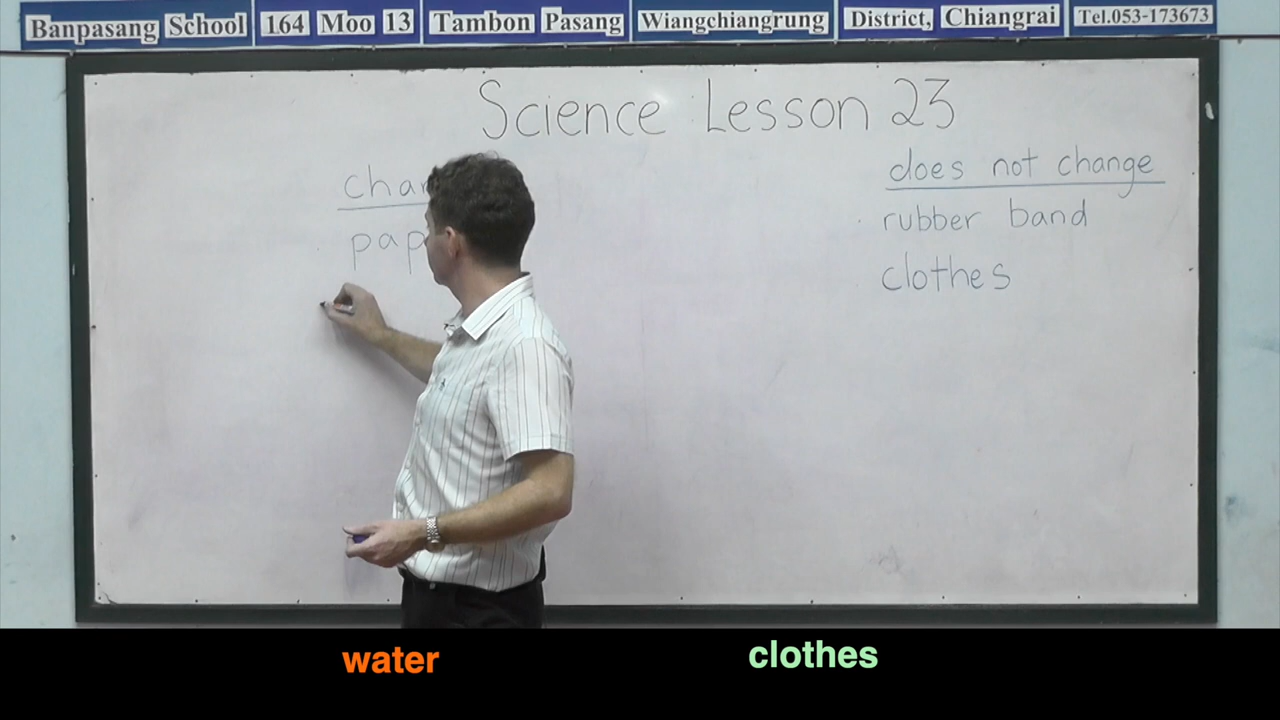 Banpasang School 164 Moo 13 Tambon Pasang Wiangchiangrung District, Chiangrai Tel.053-173673
Science Lesson 23
does not change
rubber band
clothes
water clothes